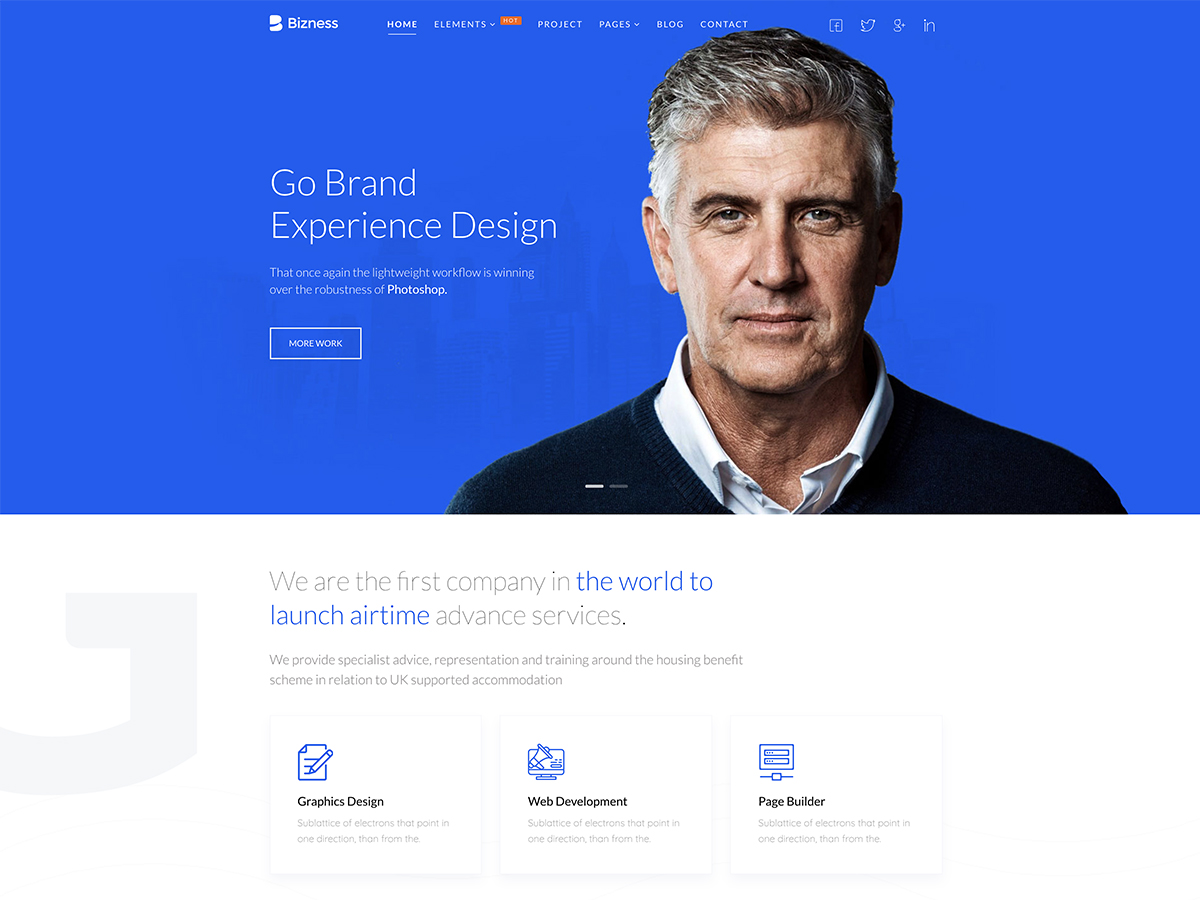 Bizness
HOME ELEMENTS HOT PROJECT PAGES BLOG CONTACT
Go Brand
Experience Design
That once again the lightweight workflow is winning
over the robustness of Photoshop.
MORE WORK
We are the first company in the world to
launch airtime advance services.
We provide specialist advice, representation and training around the housing benefit
scheme in relation to UK supported accommodation
Graphics Design
Sublattice of electrons that point in
one direction, than from the.
Web Development
Sublattice of electrons that point in
one direction, than from the.
Page Builder
Sublattice of electrons that point in
one direction, than from the.